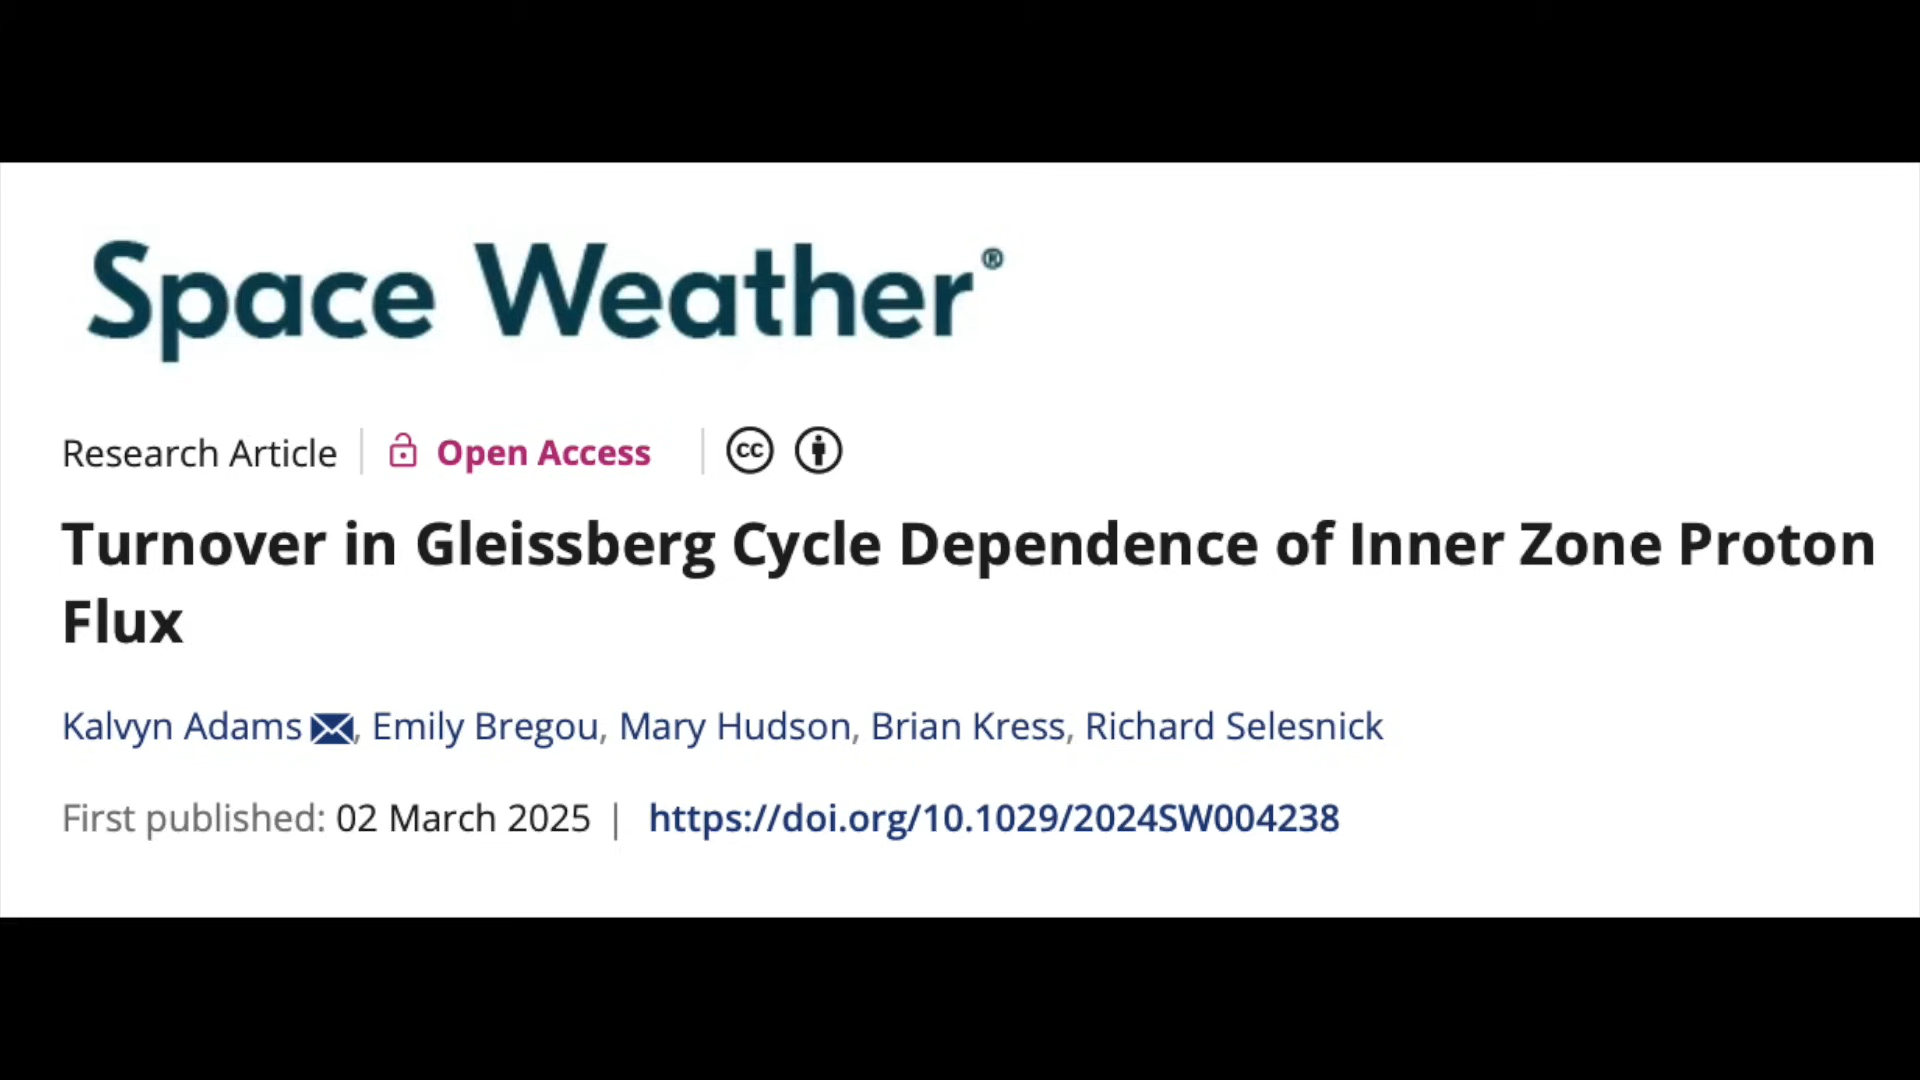 Space Weather®
Research Article | Open Access | cc
Turnover in Gleissberg Cycle Dependence of Inner Zone Proton
Flux
Kalvyn Adams, Emily Bregou, Mary Hudson, Brian Kress, Richard Selesnick
First published: 02 March 2025 | https://doi.org/10.1029/2024SW004238